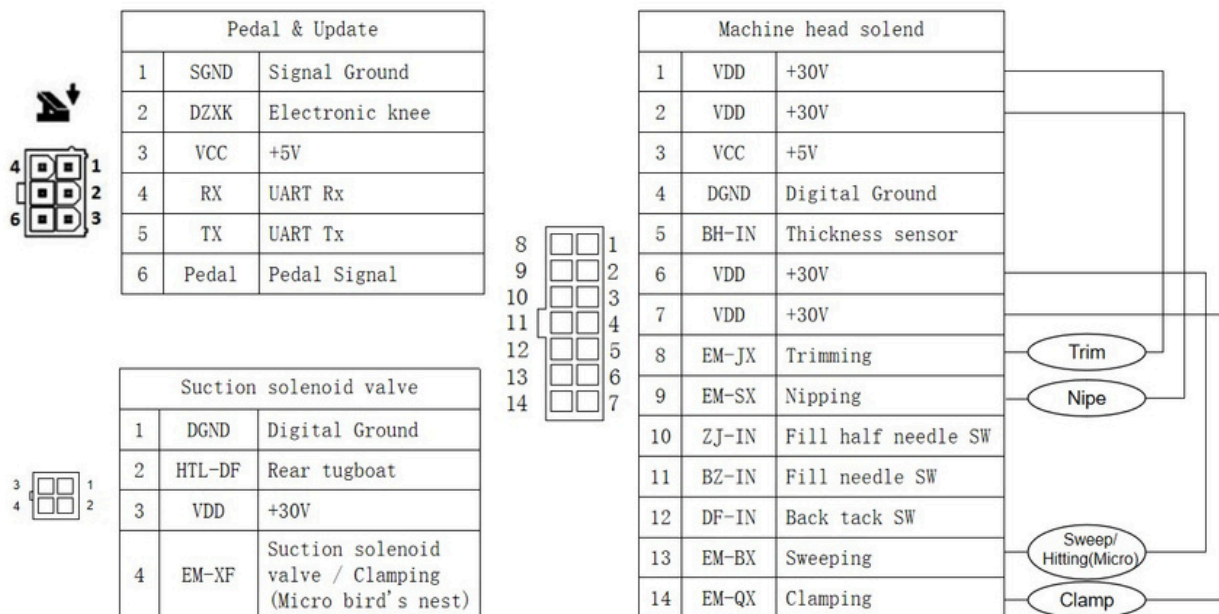 Pedal & Update
1 SGND Signal Ground
2 DZXK Electronic knee
3 VCC +5V
4 RX UART Rx
5 TX UART Tx
6 Pedal Pedal Signal
4 1
2
6 3
Suction solenoid valve
1 DGND Digital Ground
2 HTL-DF Rear tugboat
3 VDD +30V
4 EM-XF Suction solenoid
valve / Clamping
(Micro bird's nest)
3 1
4 2
Machine head solend
1 VDD +30V
2 VDD +30V
3 VCC +5V
4 DGND Digital Ground
5 BH-IN Thickness sensor
6 VDD +30V
7 VDD +30V
8 EM-JX Trimming
9 EM-SX Nipping
10 ZJ-IN Fill half needle SW
11 BZ-IN Fill needle SW
12 DF-IN Back tack SW
13 EM-BX Sweeping
14 EM-QX Clamping
8 1
9 2
10 3
11 4
12 5
13 6
14 7
Trim
Nipe
Sweep/
Hitting(Micro)
Clamp